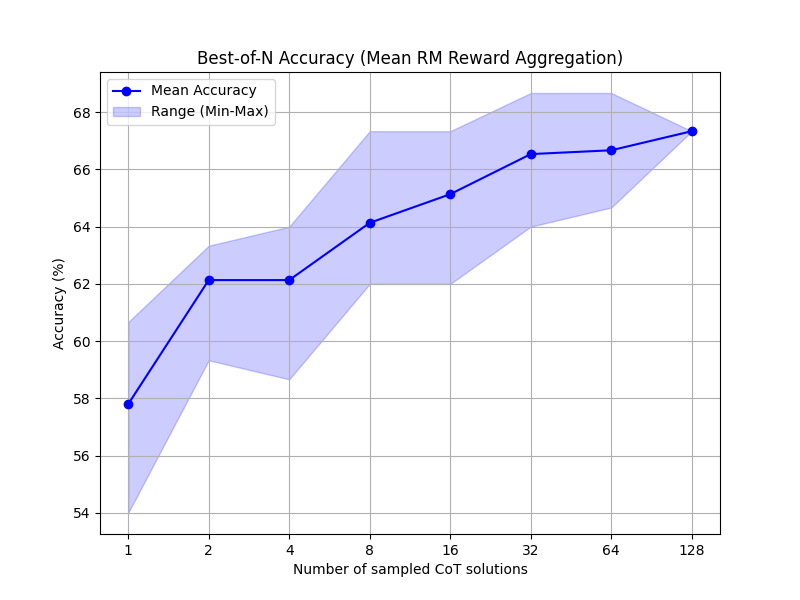 Best-of-N Accuracy (Mean RM Reward Aggregation)
Mean Accuracy
Range (Min-Max)
Accuracy (%)
68
66
64
62
60
58
56
54
1 2 4 8 16 32 64 128
Number of sampled CoT solutions